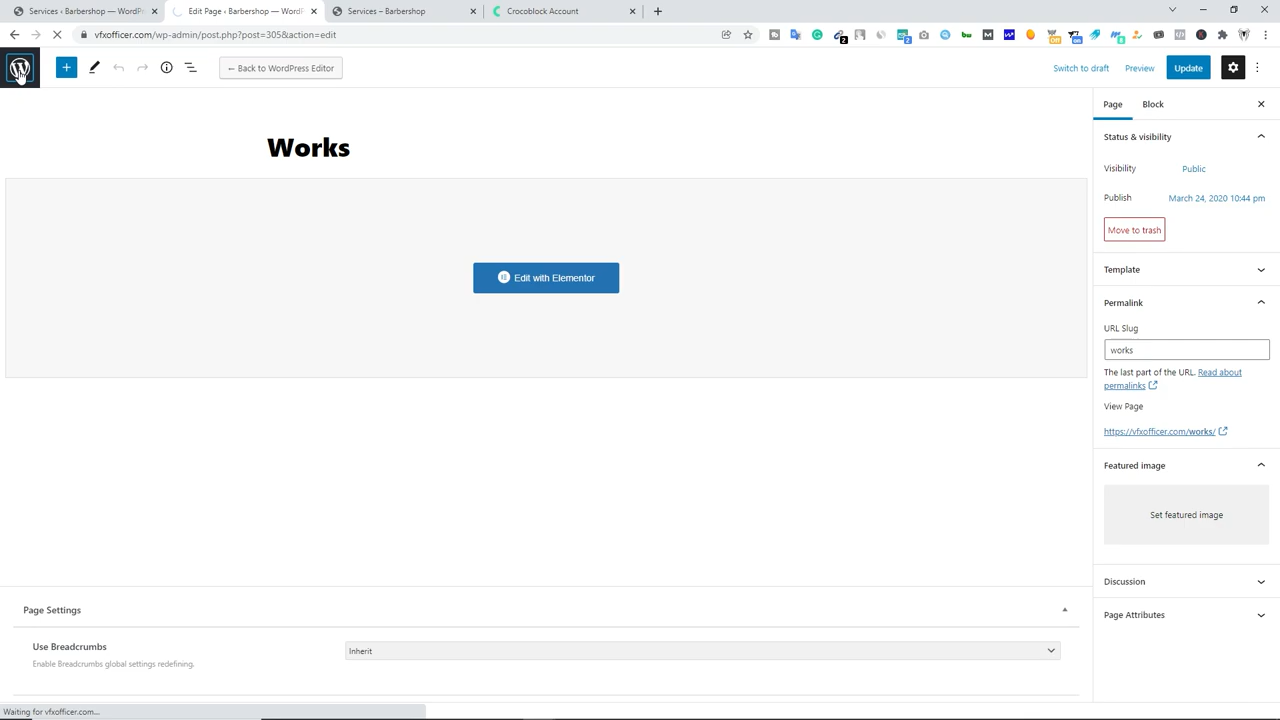 Services ‹ Barbershop — WordPr
Edit Page ‹ Barbershop — WordP
Services – Barbershop
Crocoblock Account
vfxofficer.com/wp-admin/post.php?post=305&action=edit
← Back to WordPress Editor
Switch to draft
Preview
Update
Page
Block
Works
Status & visibility
Visibility
Public
Publish
March 24, 2020 10:44 pm
Move to trash
Edit with Elementor
Template
Permalink
URL Slug
works
The last part of the URL. Read about
permalinks
View Page
https://vfxofficer.com/works/
Featured image
Set featured image
Discussion
Page Settings
Page Attributes
Use Breadcrumbs
Inherit
Enable Breadcrumbs global settings redefining.
Waiting for vfxofficer.com...